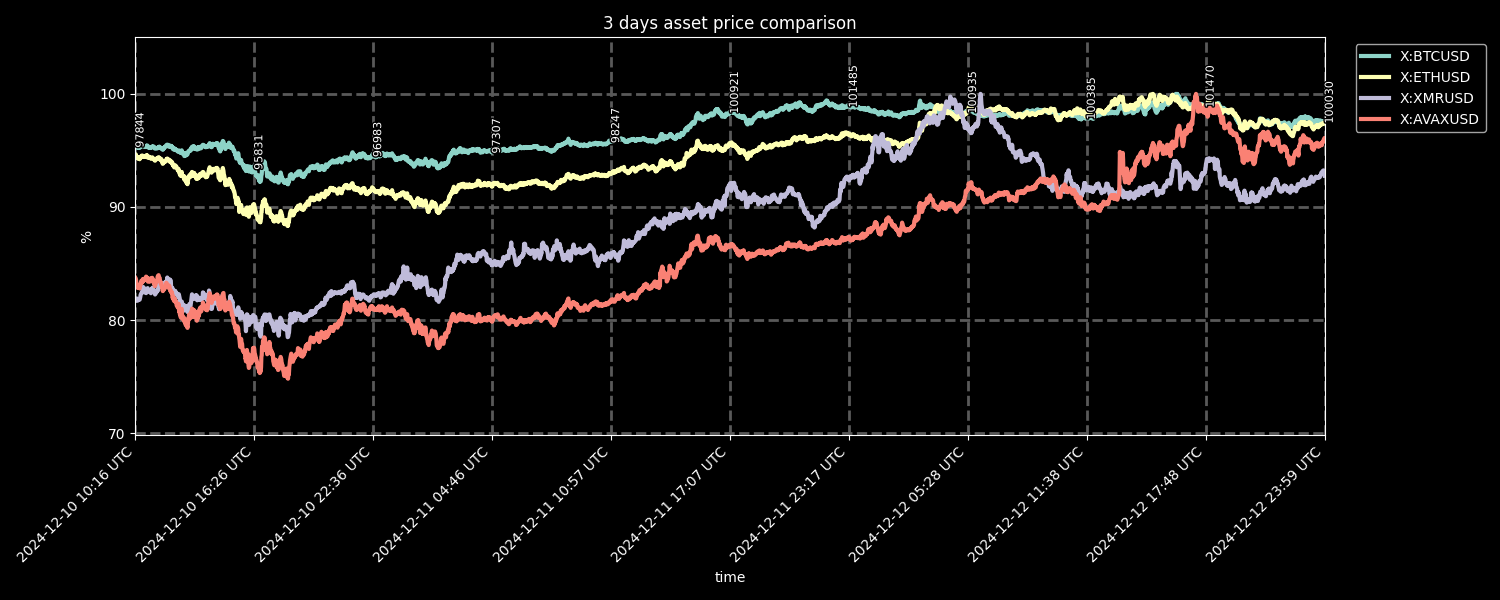 3 days asset price comparison
X:BTCUSD
X:ETHUSD
X:XMRUSD
X:AVAXUSD
100
90
80
70
%
97844
95831
96983
97307
98247
100921
101485
100935
100385
101470
100030
2024-12-10 10:16 UTC
2024-12-10 16:26 UTC
2024-12-10 22:36 UTC
2024-12-11 04:46 UTC
2024-12-11 10:57 UTC
2024-12-11 17:07 UTC
2024-12-11 23:17 UTC
2024-12-12 05:28 UTC
2024-12-12 11:38 UTC
2024-12-12 17:48 UTC
2024-12-12 23:59 UTC
time